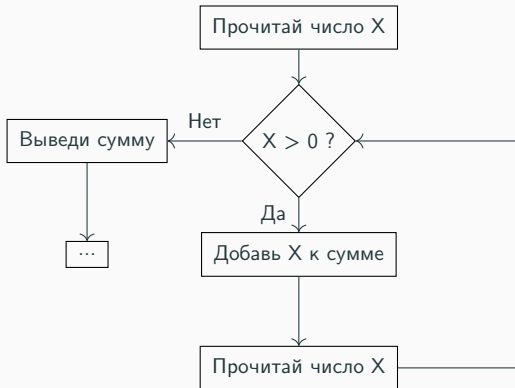 Прочитай число X
X > 0 ?
Нет
Выведи сумму
...
Да
Добавь X к сумме
Прочитай число X